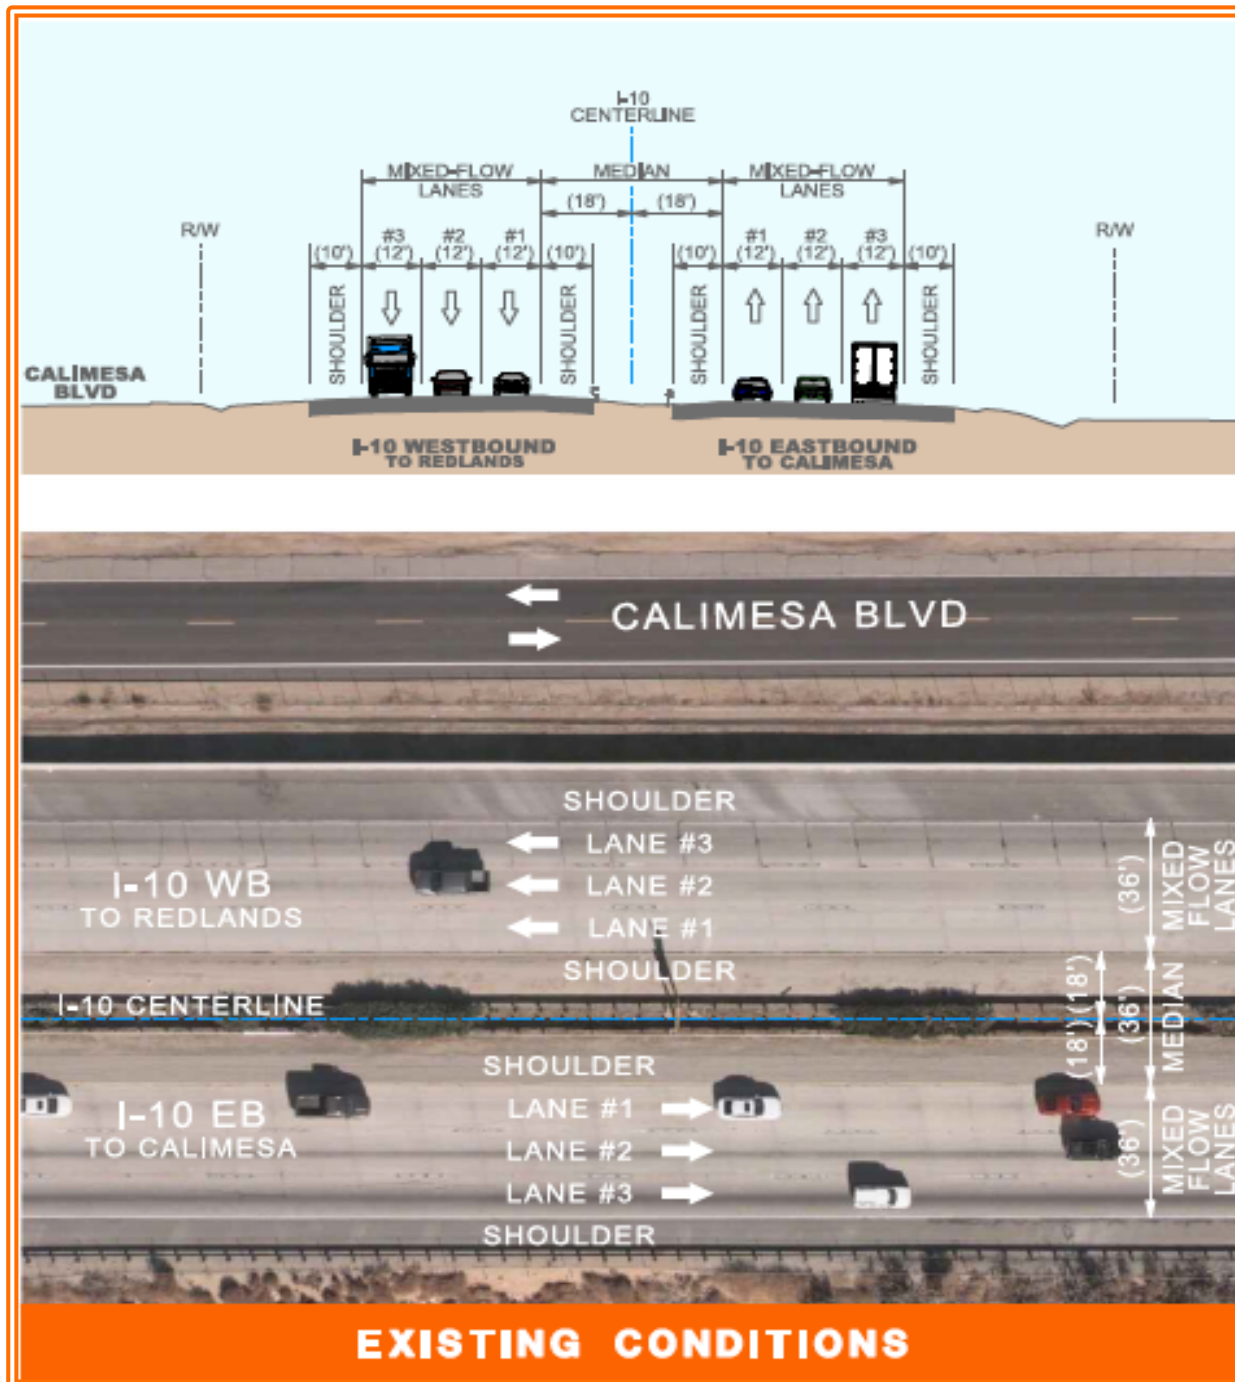 I-10
CENTERLINE
MIXED-FLOW
LANES
MEDIAN
MIXED-FLOW
LANES
(18')
(18')
R/W
R/W
#3
#2
#1
#1
#2
#3
(10')
(12')
(12')
(12')
(10')
(10')
(12')
(12')
(12')
(10')
SHOULDER
SHOULDER
SHOULDER
SHOULDER
CALIMESA
BLVD
I-10 WESTBOUND
TO REDLANDS
I-10 EASTBOUND
TO CALIMESA
CALIMESA BLVD
SHOULDER
LANE #3
I-10 WB
TO REDLANDS
LANE #2
LANE #1
SHOULDER
(36')
MIXED
FLOW
LANES
I-10 CENTERLINE
(18')
(18')
(36')
MEDIAN
SHOULDER
I-10 EB
TO CALIMESA
LANE #1
LANE #2
LANE #3
SHOULDER
(36')
MIXED
FLOW
LANES
EXISTING CONDITIONS